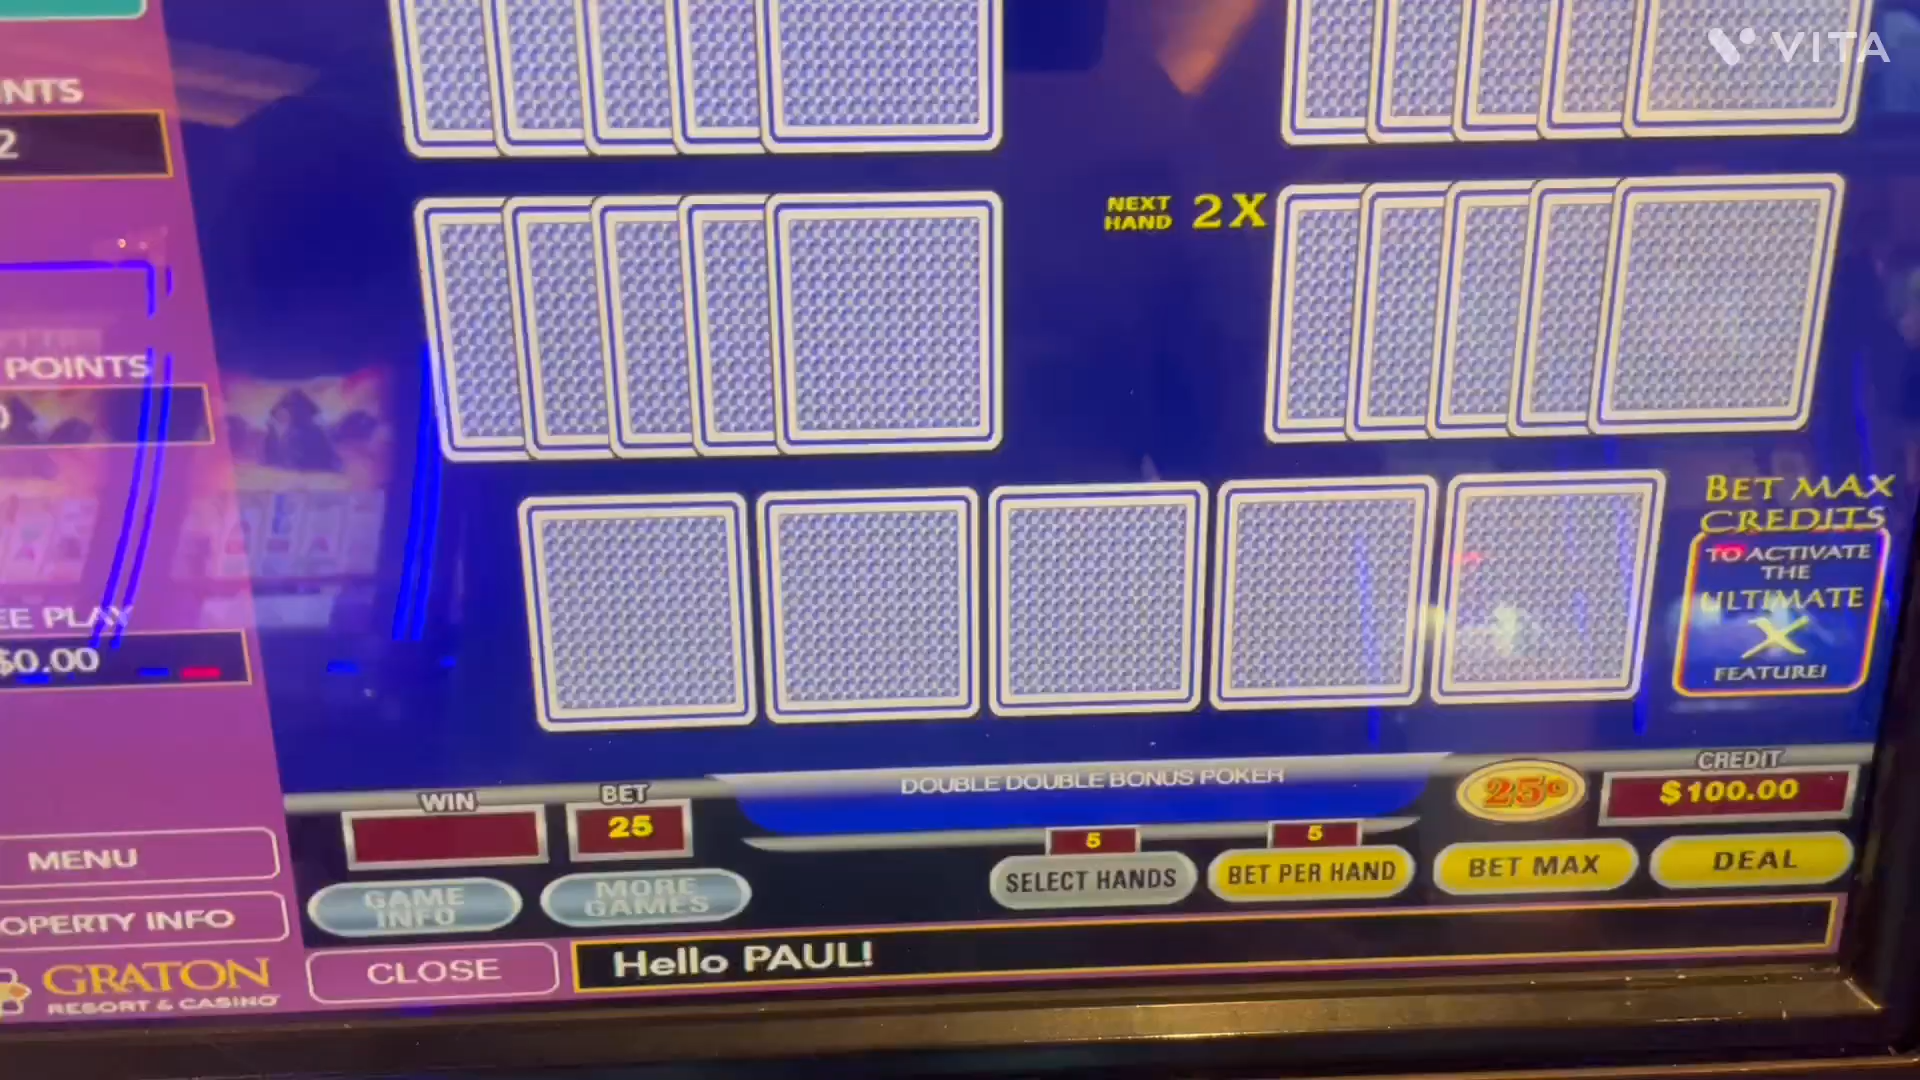 VITA
NTS
2
NEXT
HAND 2X
POINTS
BET MAX
CREDITS
TO ACTIVATE
THE
ULTIMATE
X
FEATURE!
EE PLAY
$0.00
WIN
BET
25
DOUBLE DOUBLE BONUS POKER
25¢
CREDIT
$100.00
5
5
SELECT HANDS
BET PER HAND
BET MAX
DEAL
MENU
GAME
INFO
MORE
GAMES
OPERTY INFO
CLOSE
Hello PAUL!
GRATON
RESORT & CASINO